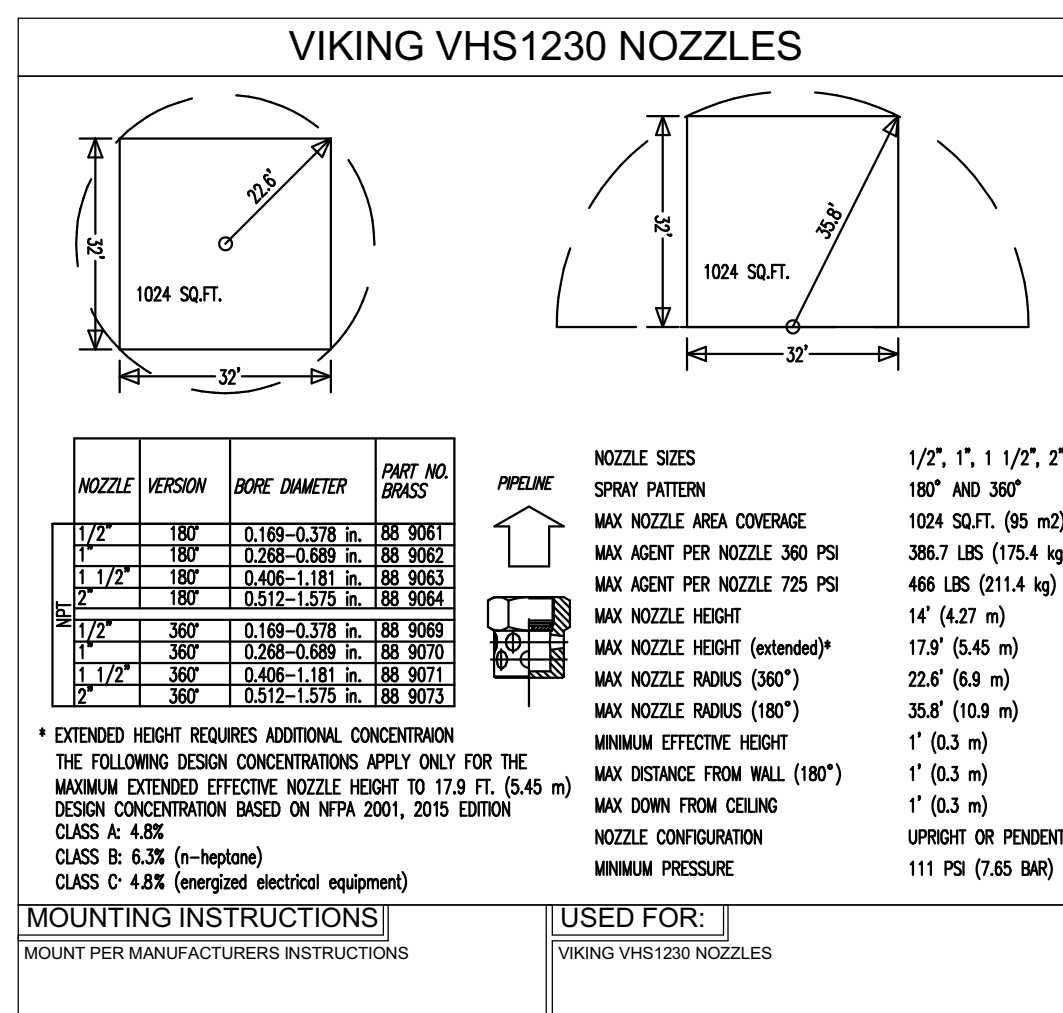 VIKING VHS1230 NOZZLES
22.6'
32'
1024 SQ.FT.
32'
35.8'
32'
1024 SQ.FT.
32'
NOZZLE VERSION BORE DIAMETER PART NO. BRASS
NPT
1/2" 180° 0.169-0.378 in. 88 9061
1" 180° 0.268-0.689 in. 88 9062
1 1/2" 180° 0.406-1.181 in. 88 9063
2" 180° 0.512-1.575 in. 88 9064
1/2" 360° 0.169-0.378 in. 88 9069
1" 360° 0.268-0.689 in. 88 9070
1 1/2" 360° 0.406-1.181 in. 88 9071
2" 360° 0.512-1.575 in. 88 9073
PIPELINE
NOZZLE SIZES 1/2", 1", 1 1/2", 2"
SPRAY PATTERN 180° AND 360°
MAX NOZZLE AREA COVERAGE 1024 SQ.FT. (95 m2)
MAX AGENT PER NOZZLE 360 PSI 386.7 LBS (175.4 kg
MAX AGENT PER NOZZLE 725 PSI 466 LBS (211.4 kg)
MAX NOZZLE HEIGHT 14' (4.27 m)
MAX NOZZLE HEIGHT (extended)* 17.9' (5.45 m)
MAX NOZZLE RADIUS (360°) 22.6' (6.9 m)
MAX NOZZLE RADIUS (180°) 35.8' (10.9 m)
MINIMUM EFFECTIVE HEIGHT 1' (0.3 m)
MAX DISTANCE FROM WALL (180°) 1' (0.3 m)
MAX DOWN FROM CEILING 1' (0.3 m)
NOZZLE CONFIGURATION UPRIGHT OR PENDENT
MINIMUM PRESSURE 111 PSI (7.65 BAR)
* EXTENDED HEIGHT REQUIRES ADDITIONAL CONCENTRAION
THE FOLLOWING DESIGN CONCENTRATIONS APPLY ONLY FOR THE
MAXIMUM EXTENDED EFFECTIVE NOZZLE HEIGHT TO 17.9 FT. (5.45 m)
DESIGN CONCENTRATION BASED ON NFPA 2001, 2015 EDITION
CLASS A: 4.8%
CLASS B: 6.3% (n-heptane)
CLASS C: 4.8% (energized electrical equipment)
MOUNTING INSTRUCTIONS
MOUNT PER MANUFACTURERS INSTRUCTIONS
USED FOR:
VIKING VHS1230 NOZZLES